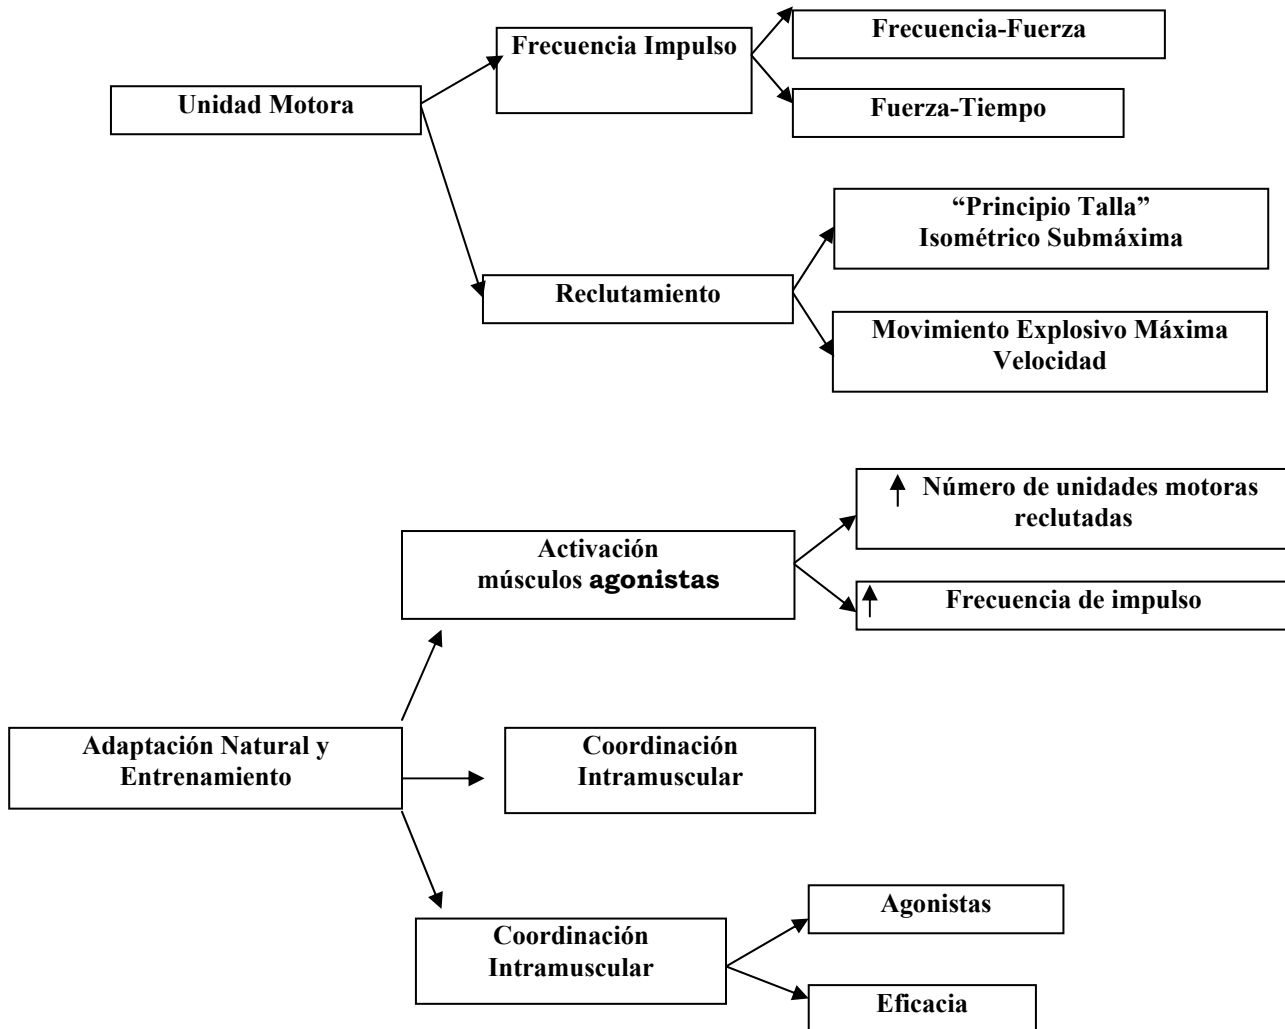 Frecuencia Impulso
Frecuencia-Fuerza
Unidad Motora
Fuerza-Tiempo
“Principio Talla”
Isométrico Submáxima
Reclutamiento
Movimiento Explosivo Máxima
Velocidad
Número de unidades motoras
reclutadas
Activación
músculos agonistas
Frecuencia de impulso
Adaptación Natural y
Entrenamiento
Coordinación
Intramuscular
Agonistas
Coordinación
Intramuscular
Eficacia